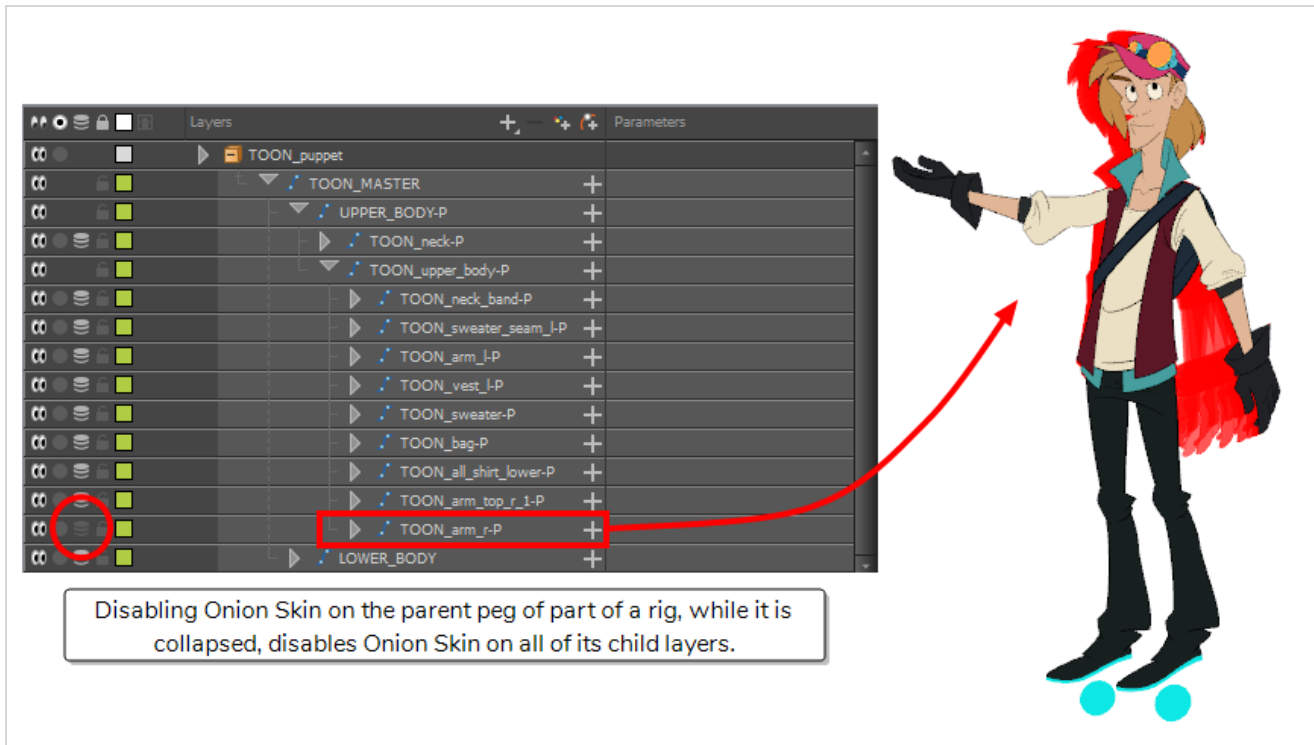 Layers
Parameters
TOON_puppet
TOON_MASTER
UPPER_BODY-P
TOON_neck-P
TOON_upper_body-P
TOON_neck_band-P
TOON_sweater_seam_l-P
TOON_arm_l-P
TOON_vest_l-P
TOON_sweater-P
TOON_bag-P
TOON_all_shirt_lower-P
TOON_arm_top_r_1-P
TOON_arm_r-P
LOWER_BODY
Disabling Onion Skin on the parent peg of part of a rig, while it is
collapsed, disables Onion Skin on all of its child layers.